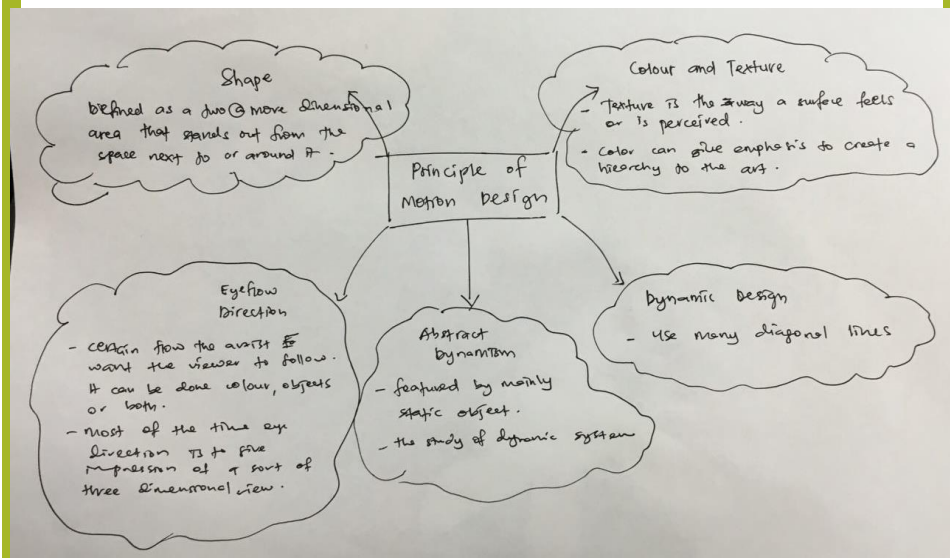 Shape
Defined as a two @ more dimensional
area that stands out from the
space next to or around it.
Colour and Texture
- Texture is the way a surface feels
or is perceived.
- Color can give emphasis to create a
hierarchy to the art.
Principle of
Motion Design
Eyeflow
Direction
- certain flow the artist
want the viewer to follow.
It can be done colour, objects
or both.
- most of the time eye
direction is to give
impression of a sort of
three dimensional view.
Abstract
Dynamism
- featured by mainly
static object.
- the study of dynamic system
Dynamic Design
- Use many diagonal lines